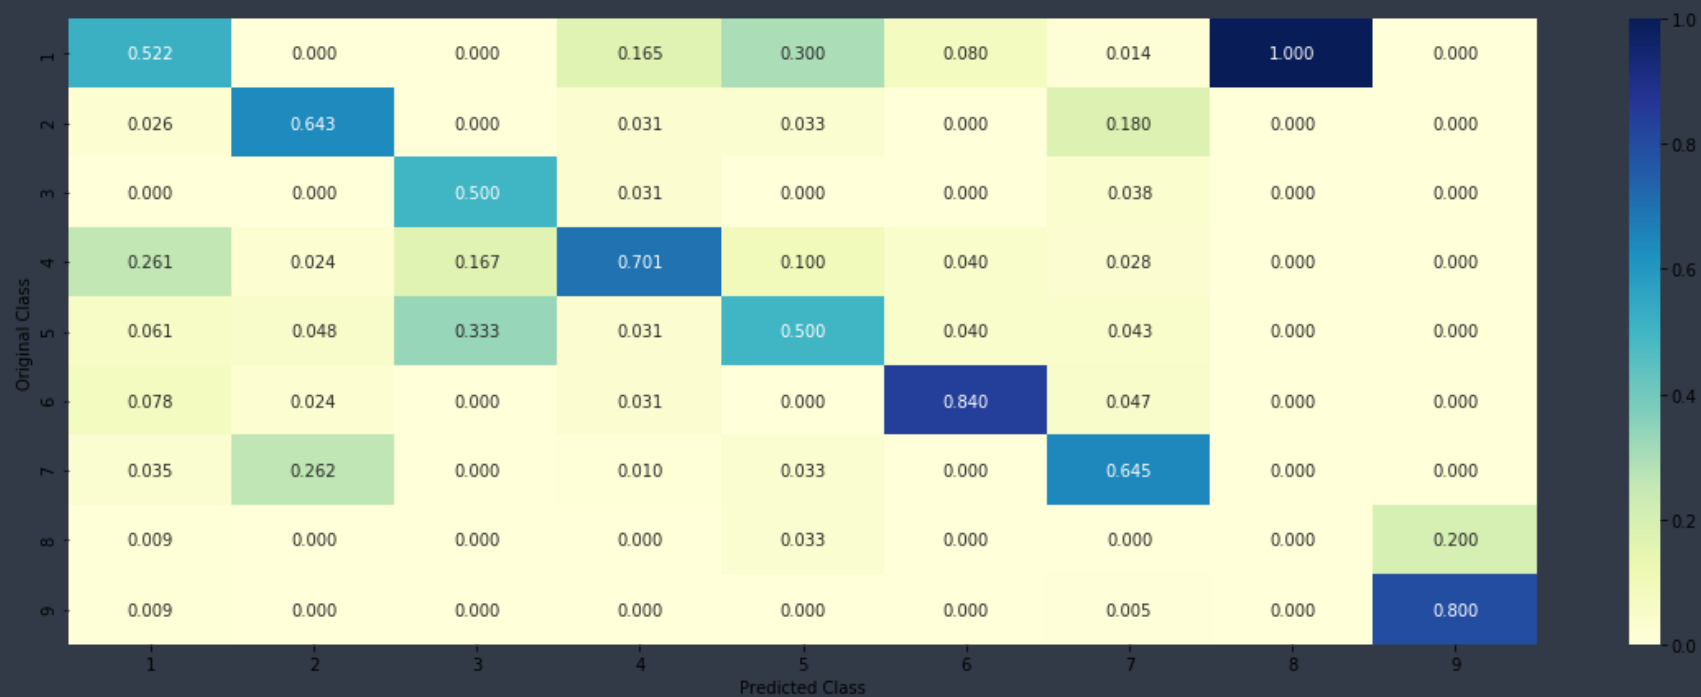 1 0.522 0.000 0.000 0.165 0.300 0.080 0.014 1.000 0.000
2 0.026 0.643 0.000 0.031 0.033 0.000 0.180 0.000 0.000
3 0.000 0.000 0.500 0.031 0.000 0.000 0.038 0.000 0.000
4 0.261 0.024 0.167 0.701 0.100 0.040 0.028 0.000 0.000
5 0.061 0.048 0.333 0.031 0.500 0.040 0.043 0.000 0.000
6 0.078 0.024 0.000 0.031 0.000 0.840 0.047 0.000 0.000
7 0.035 0.262 0.000 0.010 0.033 0.000 0.645 0.000 0.000
8 0.009 0.000 0.000 0.000 0.033 0.000 0.000 0.000 0.200
9 0.009 0.000 0.000 0.000 0.000 0.000 0.005 0.000 0.800
1 2 3 4 5 6 7 8 9
Predicted Class
Original Class
1.0
0.8
0.6
0.4
0.2
0.0